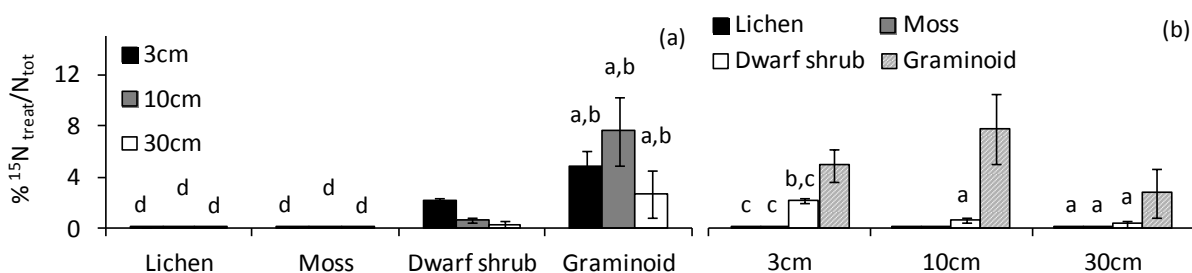 % ¹⁵N treat/N tot
12
8
4
0
3cm
10cm
30cm
(a)
d d d
d d d
a,b a,b a,b
Lichen Moss Dwarf shrub Graminoid
Lichen Moss
Dwarf shrub Graminoid
(b)
c c b,c
a
a a a
3cm 10cm 30cm